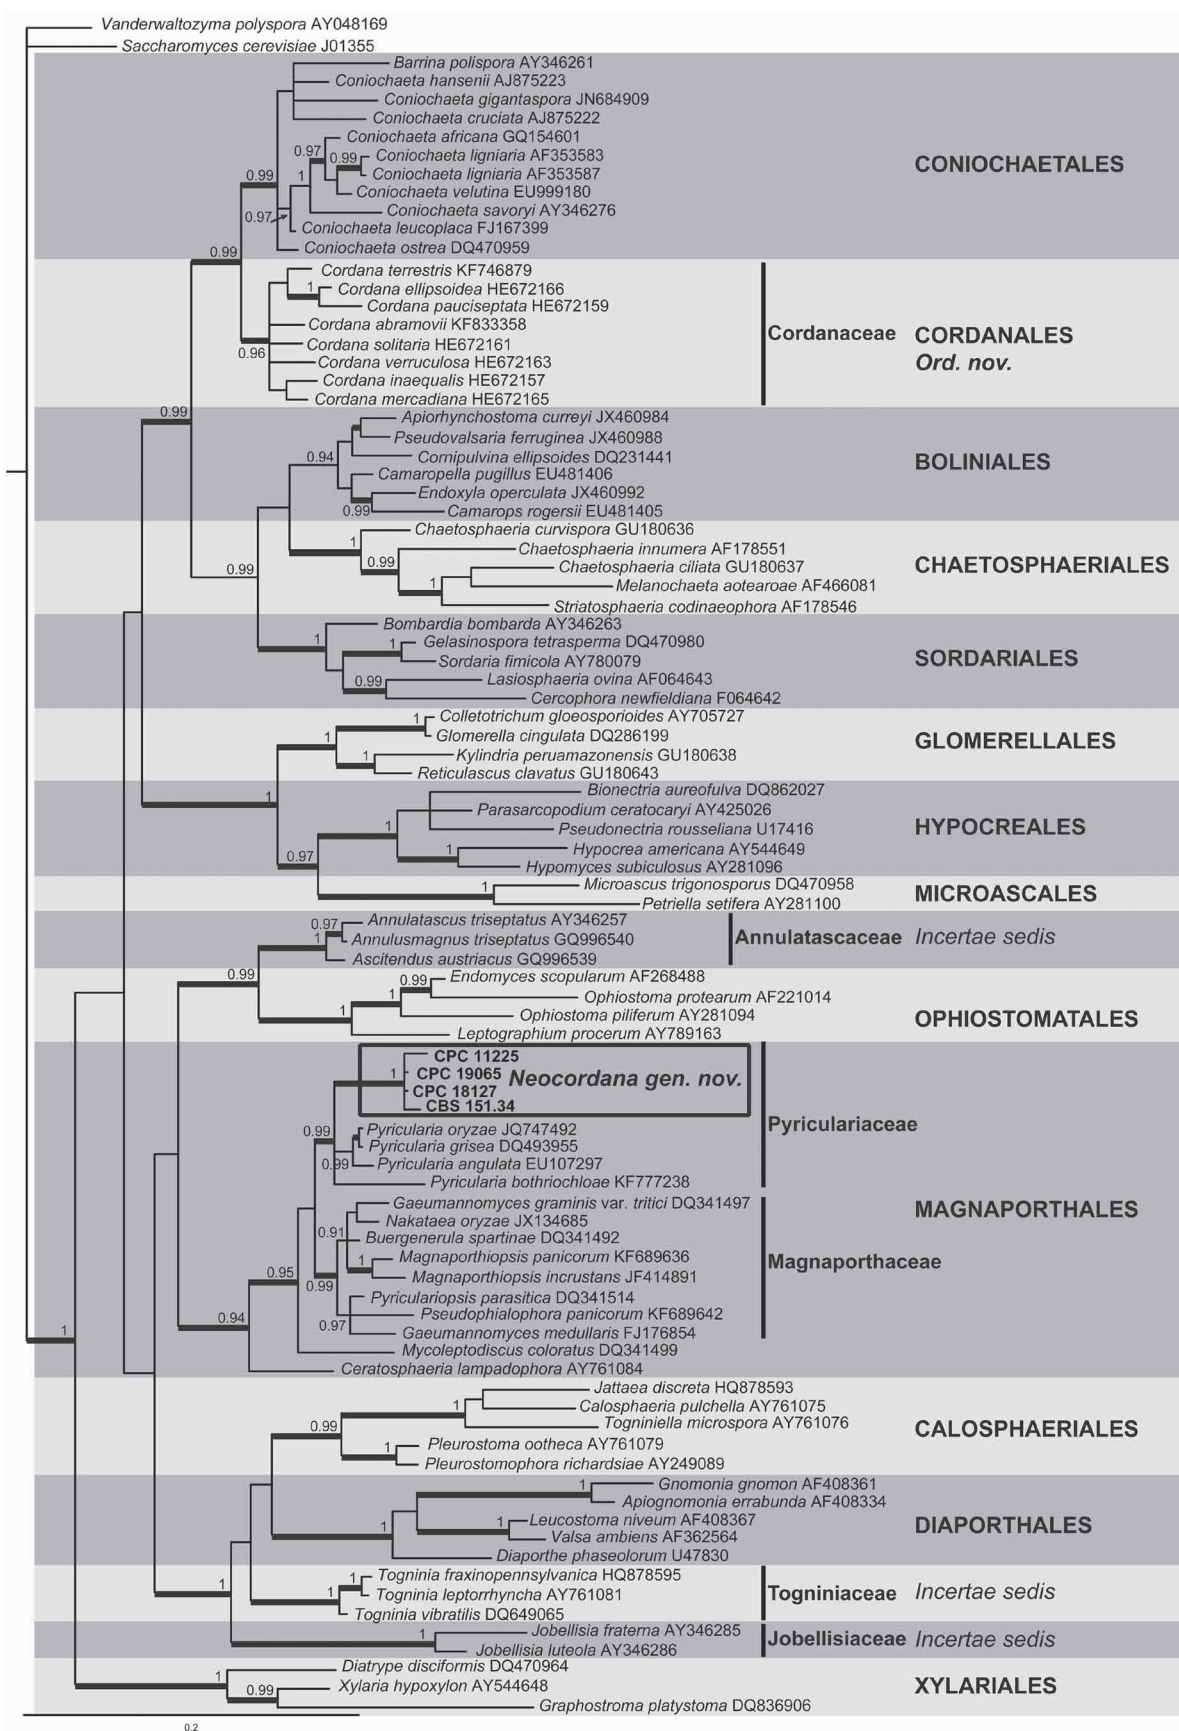 Vanderwaltozyma polyspora AY048169
Saccharomyces cerevisiae J01355
Barrina polispora AY346261
Coniochaeta hansenii AJ875223
Coniochaeta gigantaspora JN684909
Coniochaeta cruciata AJ875222
Coniochaeta africana GQ154601
0.97 0.99 Coniochaeta ligniaria AF353583
CONIOCHAETALES
0.99 1 Coniochaeta ligniaria AF353587
Coniochaeta velutina EU999180
0.97 Coniochaeta savoryi AY346276
Coniochaeta leucoplaca FJ167399
Coniochaeta ostrea DQ470959
0.99
Cordana terrestris KF746879
1 Cordana ellipsoidea HE672166
Cordana pauciseptata HE672159
Cordana abramovii KF833358
Cordanaceae CORDANALES
Cordana solitaria HE672161
0.96
Cordana verruculosa HE672163
Ord. nov.
Cordana inaequalis HE672157
Cordana mercadiana HE672165
0.99
Apiorhynchostoma curreyi JX460984
Pseudovalsaria ferruginea JX460988
0.94 Cornipulvina ellipsoides DQ231441
BOLINIALES
Camaropella pugillus EU481406
Endoxyla operculata JX460992
0.99 Camarops rogersii EU481405
Chaetosphaeria curvispora GU180636
1
Chaetosphaeria innumera AF178551
0.99 0.99 Chaetosphaeria ciliata GU180637
CHAETOSPHAERIALES
1 Melanochaeta aotearoae AF466081
Striatosphaeria codinaeophora AF178546
Bombardia bombarda AY346263
1 1 Gelasinospora tetrasperma DQ470980
Sordaria fimicola AY780079
SORDARIALES
0.99 Lasiosphaeria ovina AF064643
Cercophora newfieldiana F064642
1 Colletotrichum gloeosporioides AY705727
1 Glomerella cingulata DQ286199
GLOMERELLALES
1 Kylindria peruamazonensis GU180638
Reticulascus clavatus GU180643
1
Bionectria aureofulva DQ862027
Parasarcopodium ceratocaryi AY425026
1 Pseudonectria rousseliana U17416
HYPOCREALES
0.97 1 Hypocrea americana AY544649
Hypomyces subiculosus AY281096
1 Microascus trigonosporus DQ470958
MICROASCALES
Petriella setifera AY281100
0.97 Annulatascus triseptatus AY346257
1 Annulusmagnus triseptatus GQ996540
Annulatascaceae Incertae sedis
Ascitendus austriacus GQ996539
0.99 0.99 Endomyces scopularum AF268488
1 Ophiostoma protearum AF221014
1 Ophiostoma piliferum AY281094
OPHIOSTOMATALES
Leptographium procerum AY789163
CPC 11225
1 CPC 19065 Neocordana gen. nov.
CPC 18127
CBS 151.34
Pyriculariaceae
0.99 Pyricularia oryzae JQ747492
Pyricularia grisea DQ493955
0.99 Pyricularia angulata EU107297
Pyricularia bothriochloae KF777238
Gaeumannomyces graminis var. tritici DQ341497
MAGNAPORTHALES
Nakataea oryzae JX134685
0.91 Buergenerula spartinae DQ341492
1 Magnaporthiopsis panicorum KF689636
Magnaporthaceae
0.95 0.99 Magnaporthiopsis incrustans JF414891
Pyriculariopsis parasitica DQ341514
Pseudophialophora panicorum KF689642
0.94 0.97 Gaeumannomyces medullaris FJ176854
1
Mycoleptodiscus coloratus DQ341499
Ceratosphaeria lampadophora AY761084
Jattaea discreta HQ878593
1 Calosphaeria pulchella AY761075
0.99 Togniniella microspora AY761076
CALOSPHAERIALES
1 Pleurostoma ootheca AY761079
Pleurostomophora richardsiae AY249089
1 Gnomonia gnomon AF408361
Apiognomonia errabunda AF408334
1 1 Leucostoma niveum AF408367
DIAPORTHALES
Valsa ambiens AF362564
Diaporthe phaseolorum U47830
1 Togninia fraxinopennsylvanica HQ878595
1 1 Togninia leptorrhyncha AY761081
Togniniaceae Incertae sedis
Togninia vibratilis DQ649065
1 Jobellisia fraterna AY346285
Jobellisiaceae Incertae sedis
Jobellisia luteola AY346286
1 Diatrype disciformis DQ470964
0.99 Xylaria hypoxylon AY544648
XYLARIALES
Graphostroma platystoma DQ836906
0.2